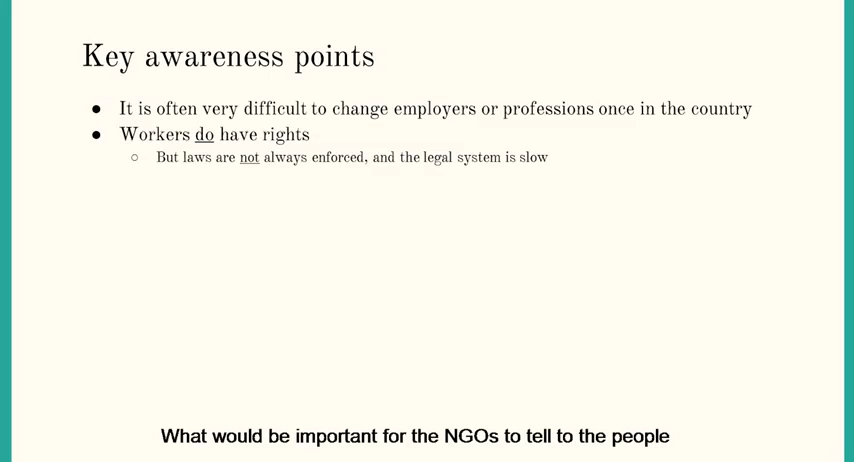 Key awareness points
● It is often very difficult to change employers or professions once in the country
● Workers do have rights
○ But laws are not always enforced, and the legal system is slow
What would be important for the NGOs to tell to the people